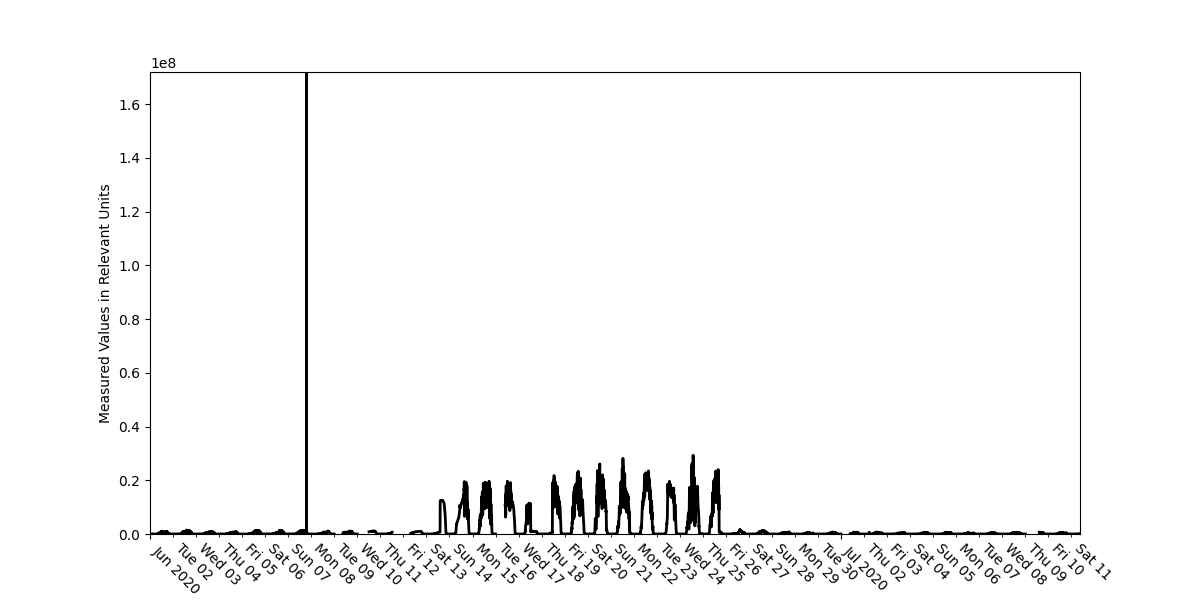 1e8
1.6
1.4
1.2
1.0
0.8
0.6
0.4
0.2
0.0
Measured Values in Relevant Units
Jun 2020
Tue 02
Wed 03
Thu 04
Fri 05
Sat 06
Sun 07
Mon 08
Tue 09
Wed 10
Thu 11
Fri 12
Sat 13
Sun 14
Mon 15
Tue 16
Wed 17
Thu 18
Fri 19
Sat 20
Sun 21
Mon 22
Tue 23
Wed 24
Thu 25
Fri 26
Sat 27
Sun 28
Mon 29
Tue 30
Jul 2020
Thu 02
Fri 03
Sat 04
Sun 05
Mon 06
Tue 07
Wed 08
Thu 09
Fri 10
Sat 11